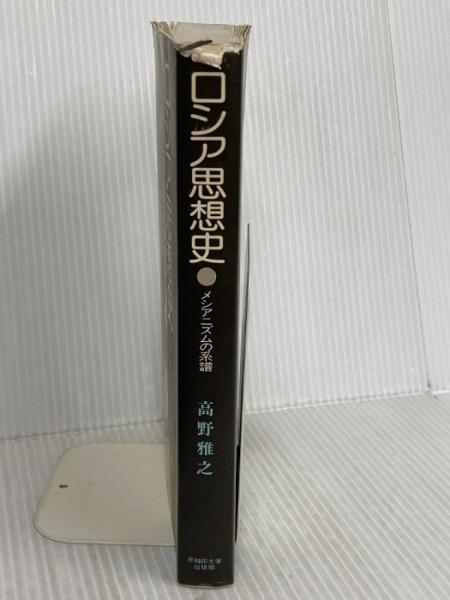 ロシア思想史●
メシアニズムの系譜
高野雅之
早稲田大学
出版部